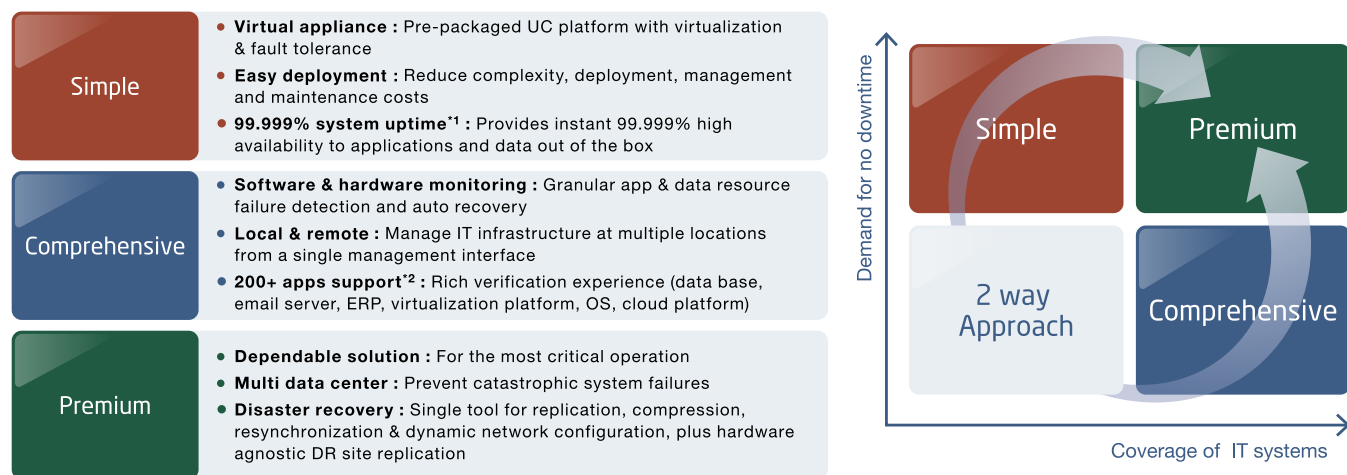 Simple
• Virtual appliance : Pre-packaged UC platform with virtualization
& fault tolerance
• Easy deployment : Reduce complexity, deployment, management
and maintenance costs
• 99.999% system uptime*1 : Provides instant 99.999% high
availability to applications and data out of the box
Comprehensive
• Software & hardware monitoring : Granular app & data resource
failure detection and auto recovery
• Local & remote : Manage IT infrastructure at multiple locations
from a single management interface
• 200+ apps support*2 : Rich verification experience (data base,
email server, ERP, virtualization platform, OS, cloud platform)
Premium
• Dependable solution : For the most critical operation
• Multi data center : Prevent catastrophic system failures
• Disaster recovery : Single tool for replication, compression,
resynchronization & dynamic network configuration, plus hardware
agnostic DR site replication
Demand for no downtime
Simple
Premium
2 way
Approach
Comprehensive
Coverage of IT systems